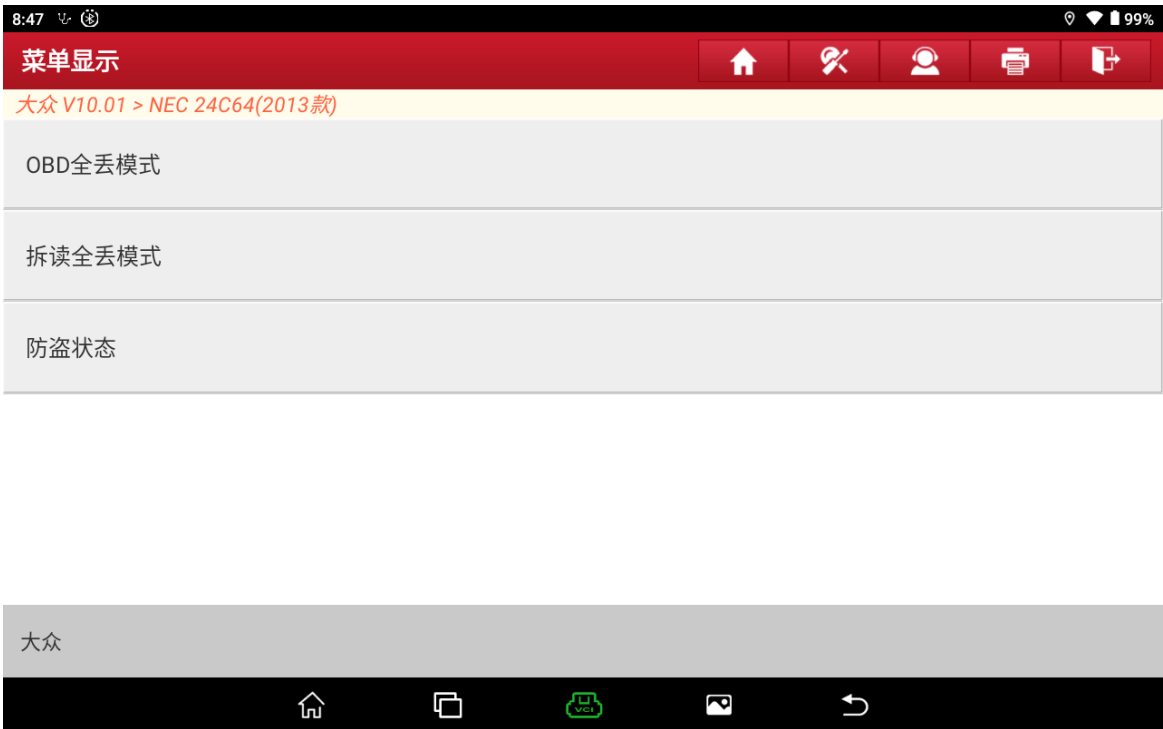 8:47
99%
菜单显示
大众 V10.01 > NEC 24C64(2013款)
OBD全丢模式
拆读全丢模式
防盗状态
大众
VCI